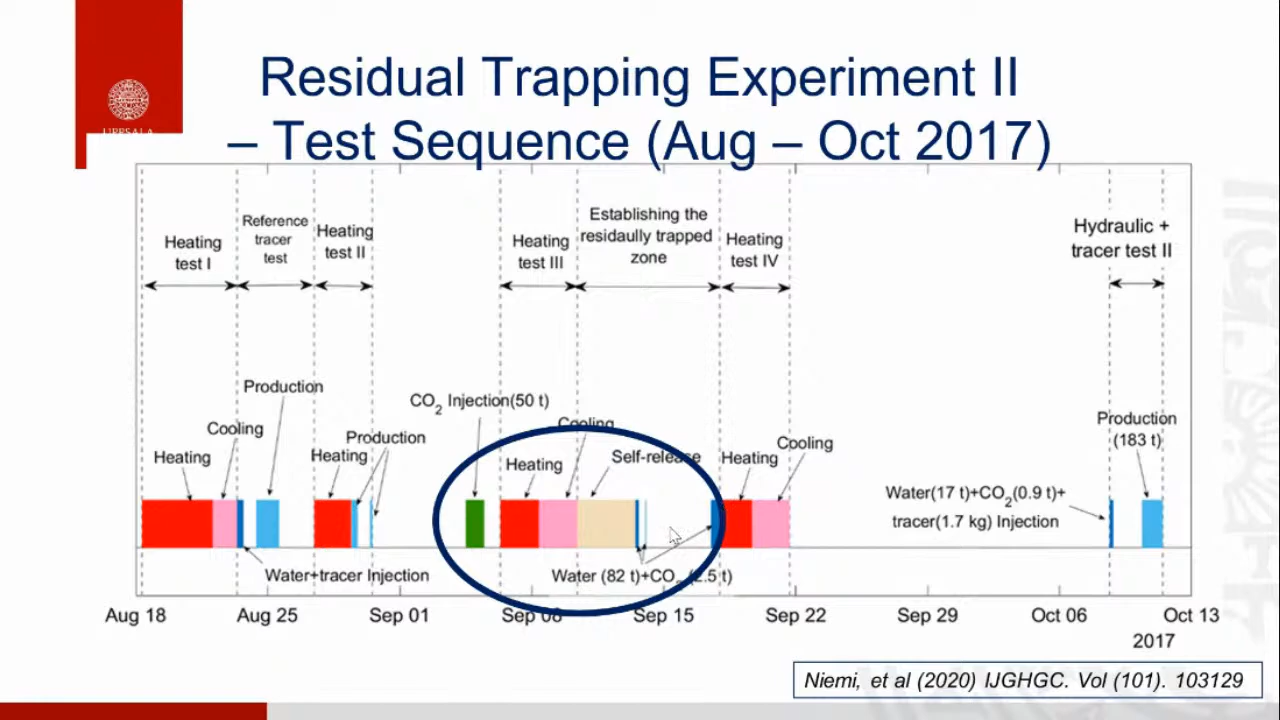 UPPSALA
Residual Trapping Experiment II
– Test Sequence (Aug – Oct 2017)
Heating
test I
Reference
tracer
test
Heating
test II
Heating
test III
Establishing the
residaully trapped
zone
Heating
test IV
Hydraulic +
tracer test II
Heating
Cooling
Production
Heating
Production
CO2 Injection(50 t)
Heating
Cooling
Self-release
Heating
Cooling
Water(17 t)+CO2(0.9 t)+
tracer(1.7 kg) Injection
Production
(183 t)
Water+tracer Injection
Water (82 t)+CO2 (2.5 t)
Aug 18
Aug 25
Sep 01
Sep 08
Sep 15
Sep 22
Sep 29
Oct 06
Oct 13
2017
Niemi, et al (2020) IJGHGC. Vol (101). 103129